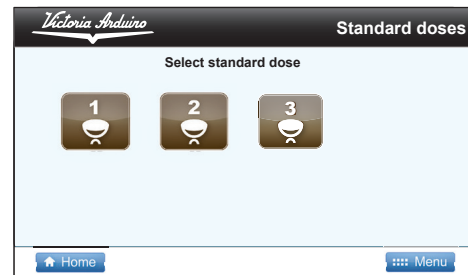 Victoria Arduino
Standard doses
Select standard dose
1 2 3
Home
Menu